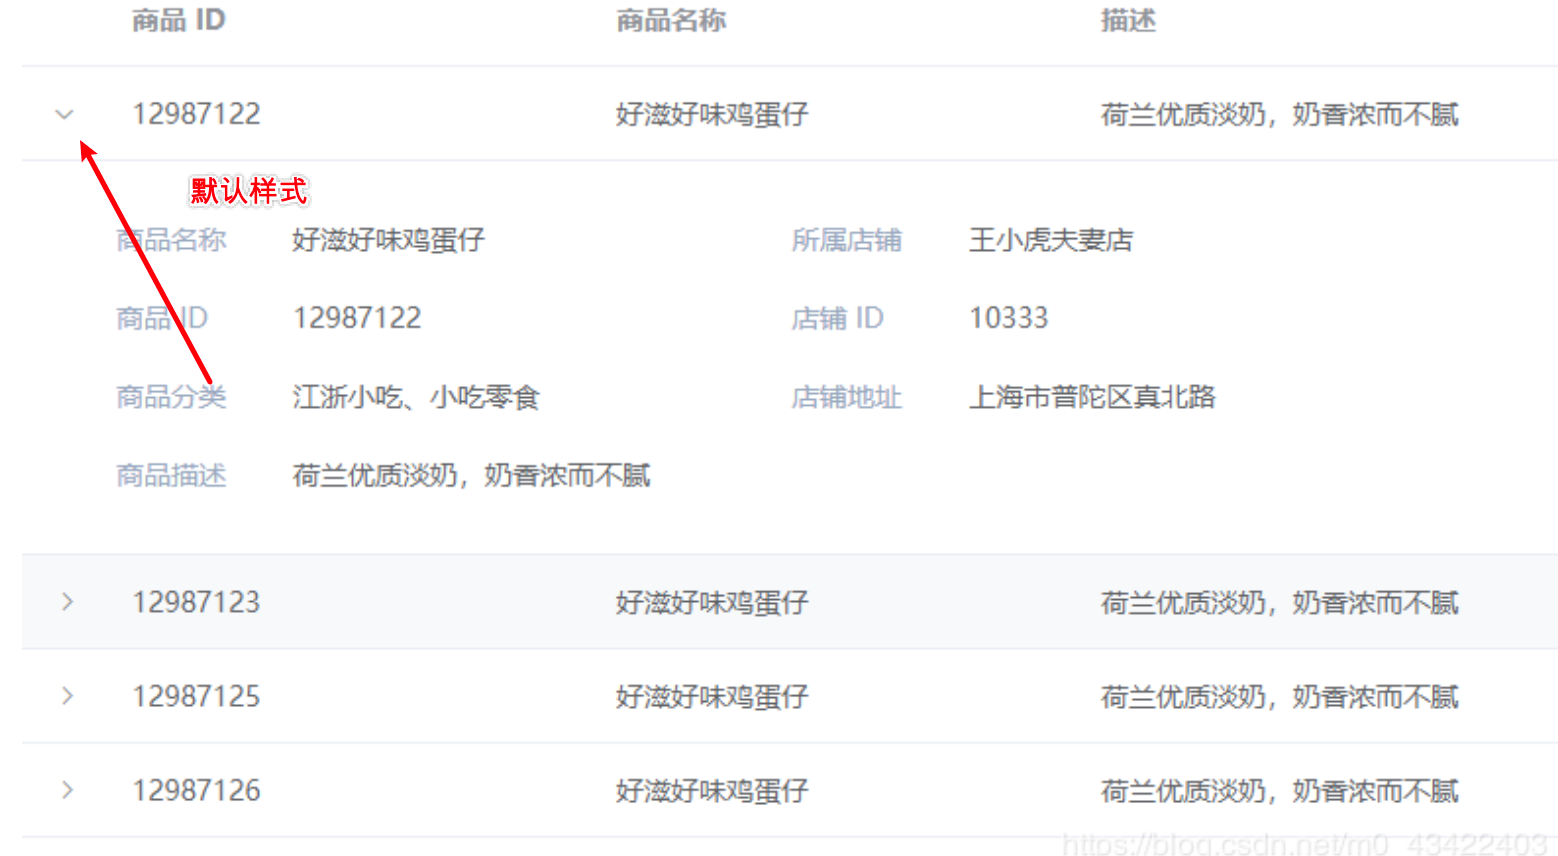 商品 ID 商品名称 描述
12987122 好滋好味鸡蛋仔 荷兰优质淡奶，奶香浓而不腻
默认样式
商品名称 好滋好味鸡蛋仔 所属店铺 王小虎夫妻店
商品 ID 12987122 店铺 ID 10333
商品分类 江浙小吃、小吃零食 店铺地址 上海市普陀区真北路
商品描述 荷兰优质淡奶，奶香浓而不腻
12987123 好滋好味鸡蛋仔 荷兰优质淡奶，奶香浓而不腻
12987125 好滋好味鸡蛋仔 荷兰优质淡奶，奶香浓而不腻
12987126 好滋好味鸡蛋仔 荷兰优质淡奶，奶香浓而不腻
https://blog.csdn.net/m0_43422403